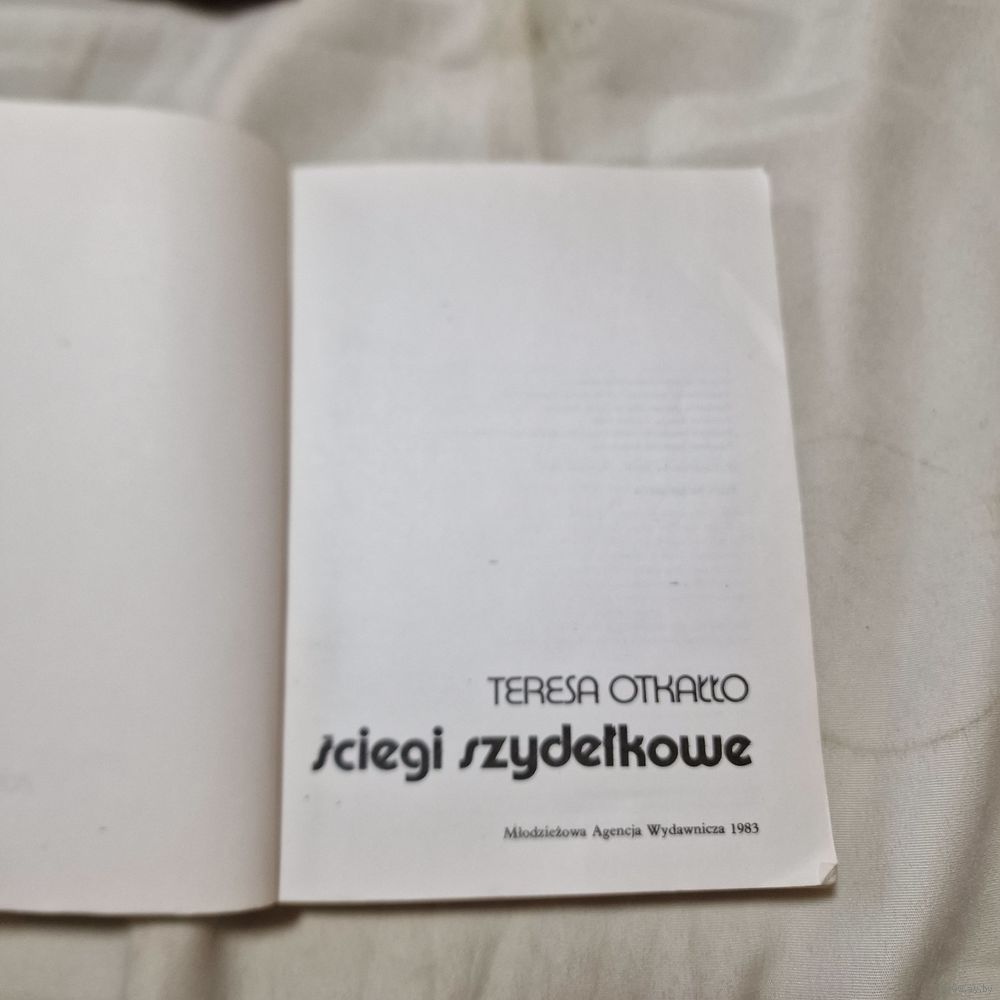 TERESA OTKAŁŁO
ściegi szydełkowe
Młodzieżowa Agencja Wydawnicza 1983